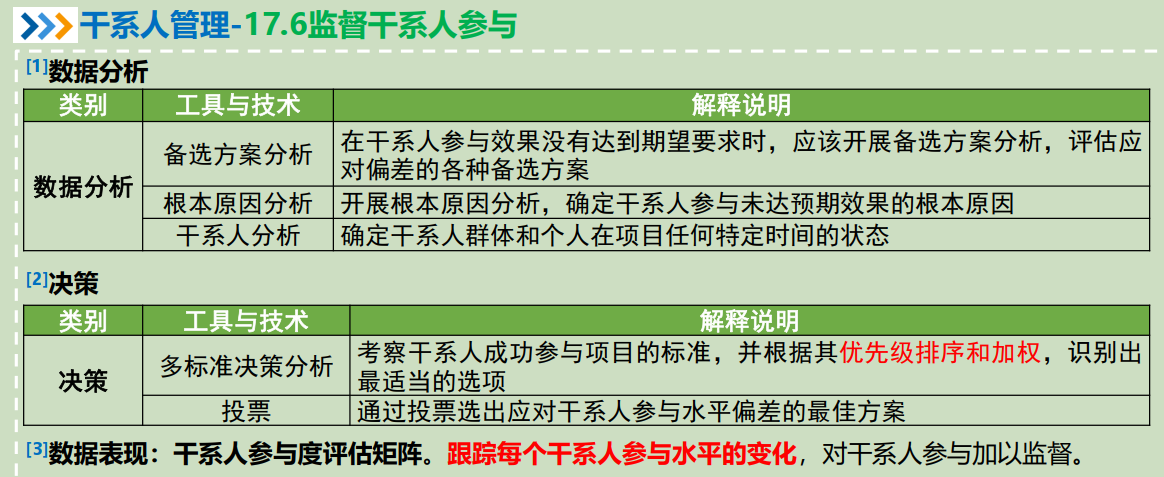 干系人管理-17.6监督干系人参与
[1]数据分析
类别 工具与技术 解释说明
数据分析
备选方案分析
在干系人参与效果没有达到期望要求时，应该开展备选方案分析，评估应
对偏差的各种备选方案
根本原因分析 开展根本原因分析，确定干系人参与未达预期效果的根本原因
干系人分析 确定干系人群体和个人在项目任何特定时间的状态
[2]决策
类别 工具与技术 解释说明
决策
多标准决策分析
考察干系人成功参与项目的标准，并根据其优先级排序和加权，识别出
最适当的选项
投票 通过投票选出应对干系人参与水平偏差的最佳方案
[3]数据表现：干系人参与度评估矩阵。跟踪每个干系人参与水平的变化，对干系人参与加以监督。